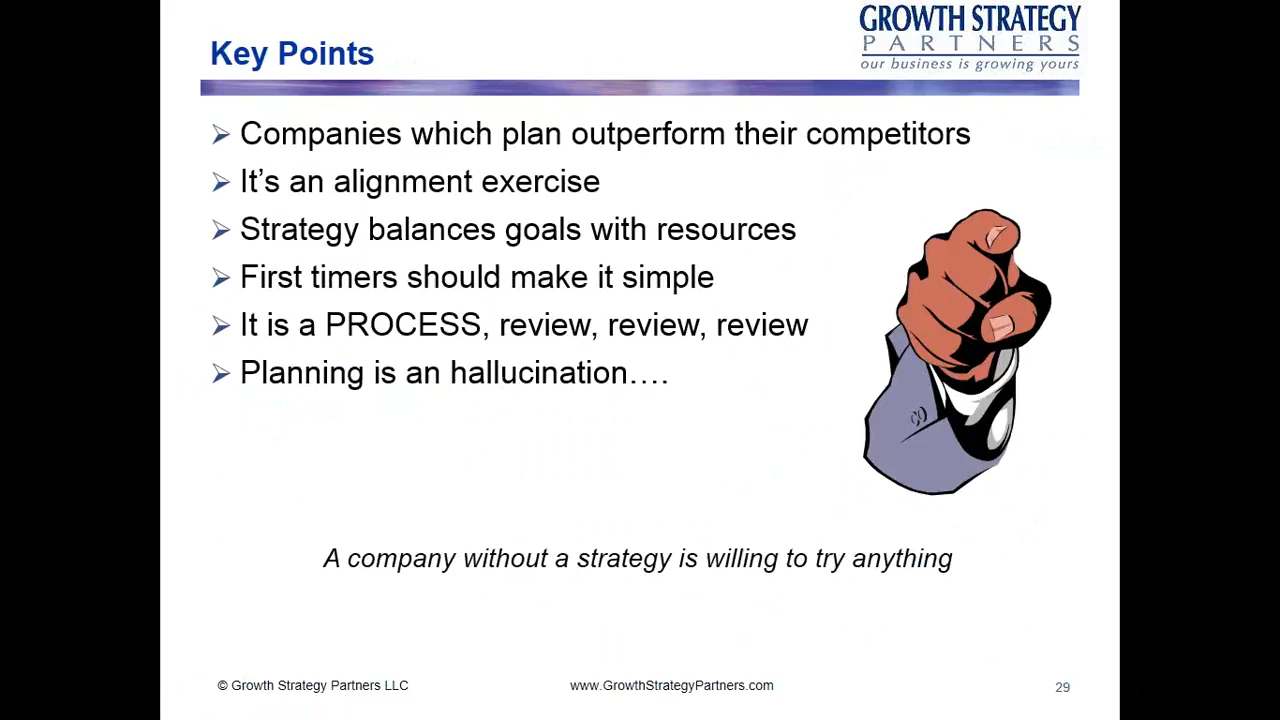 GROWTH STRATEGY
PARTNERS
our business is growing yours
Key Points
Companies which plan outperform their competitors
It’s an alignment exercise
Strategy balances goals with resources
First timers should make it simple
It is a PROCESS, review, review, review
Planning is an hallucination….
A company without a strategy is willing to try anything
© Growth Strategy Partners LLC
www.GrowthStrategyPartners.com
29